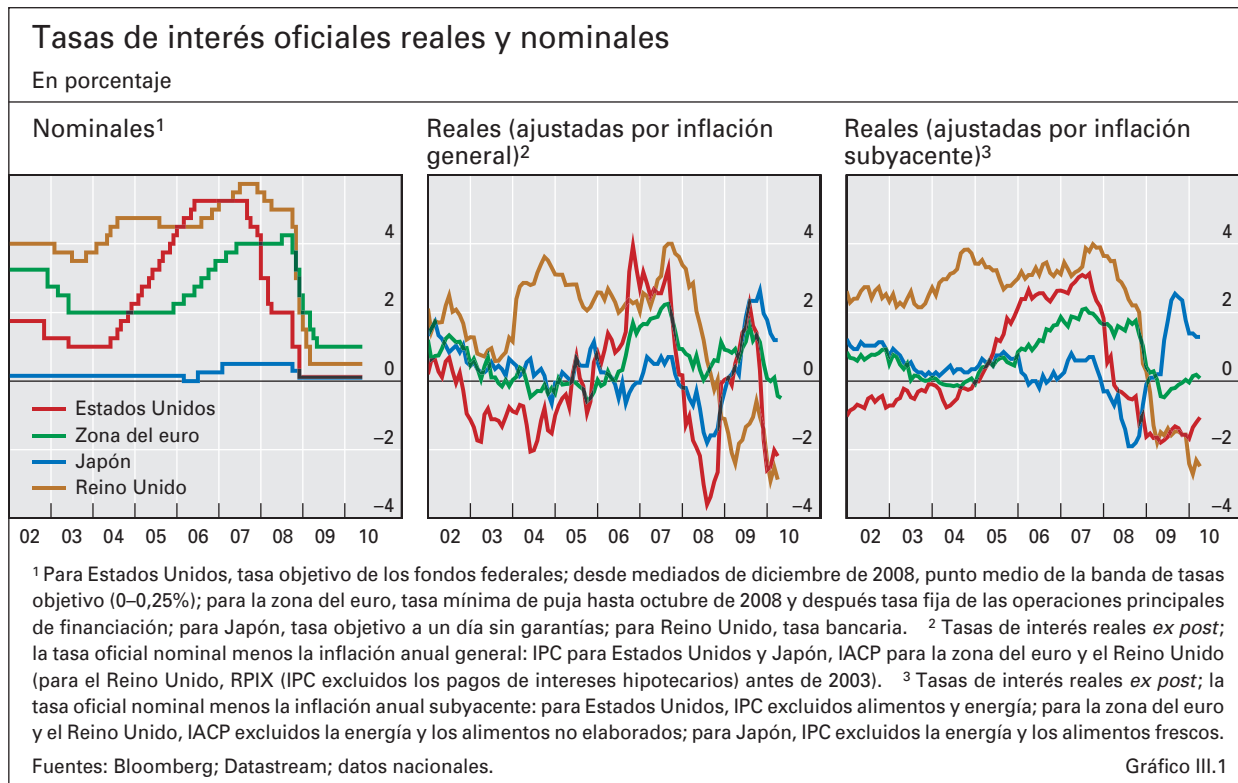 Tasas de interés oficiales reales y nominales
En porcentaje
Nominales¹
4
2
0
–2
–4
Estados Unidos
Zona del euro
Japón
Reino Unido
02 03 04 05 06 07 08 09 10
Reales (ajustadas por inflación
general)²
4
2
0
–2
–4
02 03 04 05 06 07 08 09 10
Reales (ajustadas por inflación
subyacente)³
4
2
0
–2
–4
02 03 04 05 06 07 08 09 10
¹ Para Estados Unidos, tasa objetivo de los fondos federales; desde mediados de diciembre de 2008, punto medio de la banda de tasas
objetivo (0–0,25%); para la zona del euro, tasa mínima de puja hasta octubre de 2008 y después tasa fija de las operaciones principales
de financiación; para Japón, tasa objetivo a un día sin garantías; para Reino Unido, tasa bancaria. ² Tasas de interés reales ex post;
la tasa oficial nominal menos la inflación anual general: IPC para Estados Unidos y Japón, IACP para la zona del euro y el Reino Unido
(para el Reino Unido, RPIX (IPC excluidos los pagos de intereses hipotecarios) antes de 2003). ³ Tasas de interés reales ex post; la
tasa oficial nominal menos la inflación anual subyacente: para Estados Unidos, IPC excluidos alimentos y energía; para la zona del euro
y el Reino Unido, IACP excluidos la energía y los alimentos no elaborados; para Japón, IPC excluidos la energía y los alimentos frescos.
Fuentes: Bloomberg; Datastream; datos nacionales.
Gráfico III.1